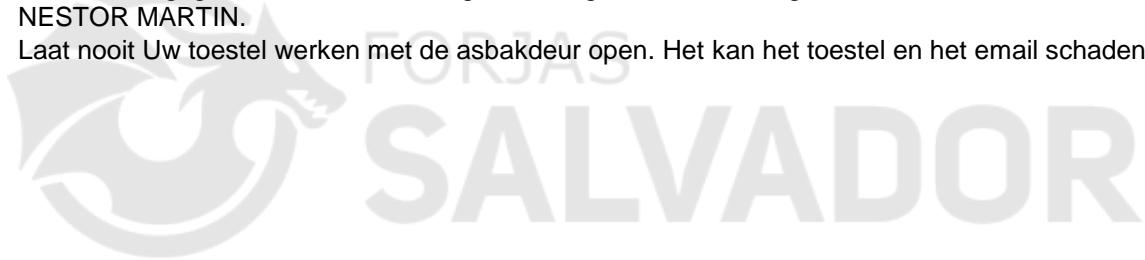 NESTOR MARTIN.
Laat nooit Uw toestel werken met de asbakdeur open. Het kan het toestel en het email schaden
FORJAS
SALVADOR